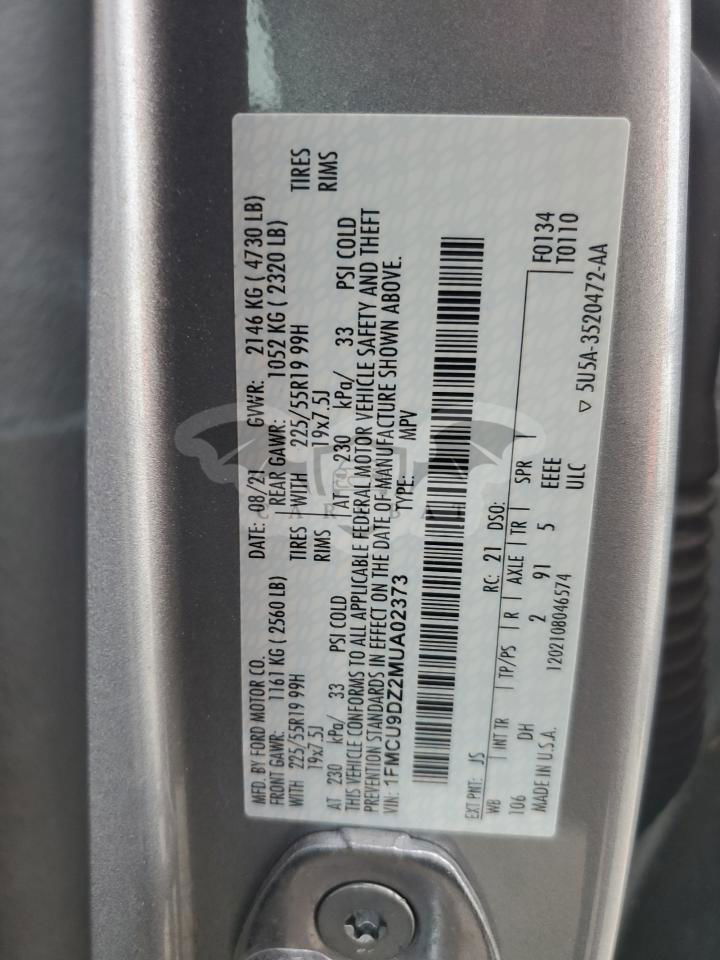 MFD. BY FORD MOTOR CO.
DATE: 08/21 GVWR: 2146 KG ( 4730 LB)
FRONT GAWR: 1161 KG ( 2560 LB) REAR GAWR: 1052 KG ( 2320 LB)
WITH 225/55R19 99H TIRES WITH 225/55R19 99H TIRES
19x7.5J RIMS 19x7.5J RIMS
AT 230 kPa/ 33 PSI COLD AT 230 kPa/ 33 PSI COLD
THIS VEHICLE CONFORMS TO ALL APPLICABLE FEDERAL MOTOR VEHICLE SAFETY AND THEFT
PREVENTION STANDARDS IN EFFECT ON THE DATE OF MANUFACTURE SHOWN ABOVE.
VIN: 1FMCU9DZ2MUA02373 TYPE: MPV
EXT PNT: JS RC: 21 DSO: F0134
WB INT TR TP/PS R AXLE TR SPR T0110
106 DH 2 91 5 EEEE
MADE IN U.S.A. 1202108046574 ULC
▽ 5U5A-3520472-AA